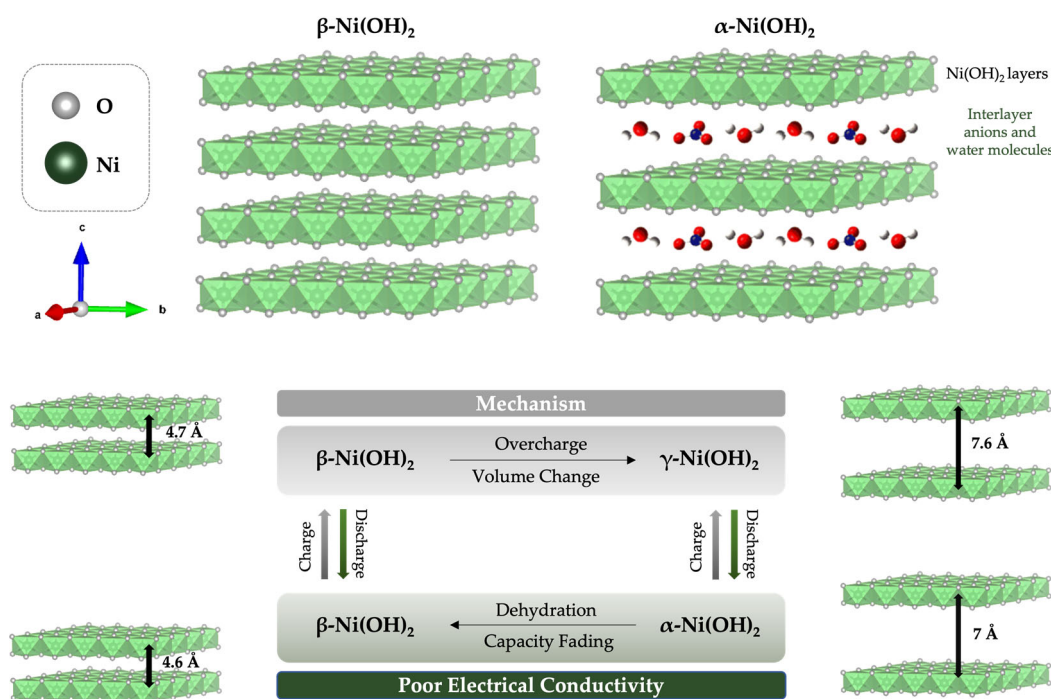 β-Ni(OH)₂
α-Ni(OH)₂
O
Ni
c
a
b
Ni(OH)₂ layers
Interlayer
anions and
water molecules
4.7 Å
Mechanism
β-Ni(OH)₂
Overcharge
Volume Change
γ-Ni(OH)₂
7.6 Å
Charge
Discharge
Charge
Discharge
4.6 Å
β-Ni(OH)₂
Dehydration
Capacity Fading
α-Ni(OH)₂
7 Å
Poor Electrical Conductivity